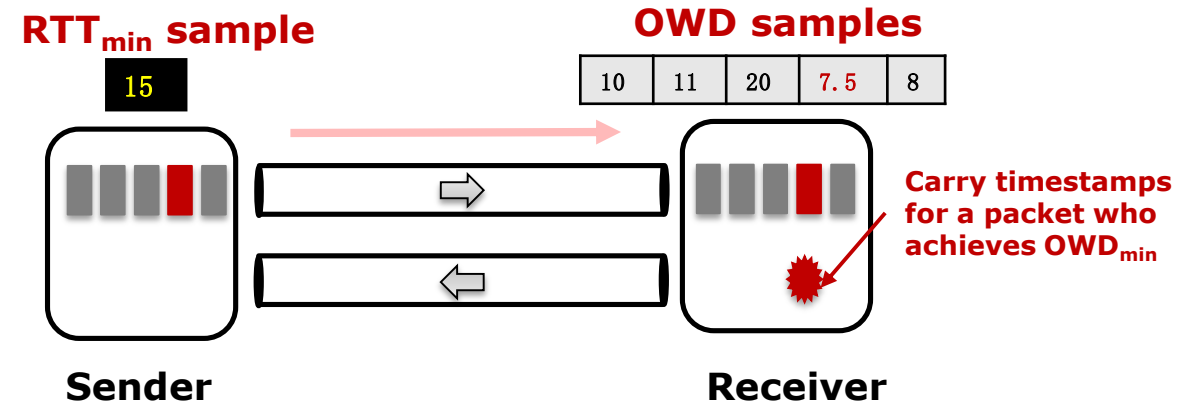 RTTmin sample
OWD samples
15
10 11 20 7.5 8
Carry timestamps
for a packet who
achieves OWDmin
Sender
Receiver